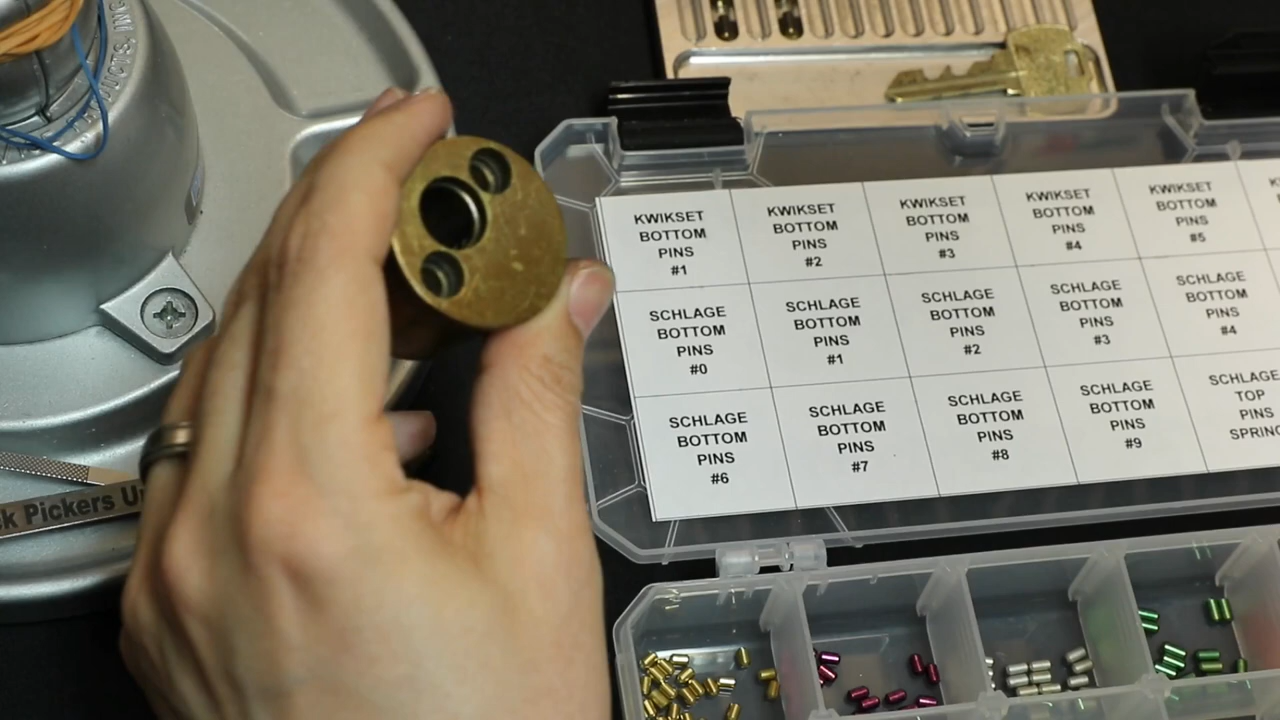 PRODUCTS, INC
KWIKSET
BOTTOM
PINS
#1
KWIKSET
BOTTOM
PINS
#2
KWIKSET
BOTTOM
PINS
#3
KWIKSET
BOTTOM
PINS
#4
KWIKSET
BOTTOM
PINS
#5
SCHLAGE
BOTTOM
PINS
#0
SCHLAGE
BOTTOM
PINS
#1
SCHLAGE
BOTTOM
PINS
#2
SCHLAGE
BOTTOM
PINS
#3
SCHLAGE
BOTTOM
PINS
#4
SCHLAGE
BOTTOM
PINS
#6
SCHLAGE
BOTTOM
PINS
#7
SCHLAGE
BOTTOM
PINS
#8
SCHLAGE
BOTTOM
PINS
#9
SCHLAGE
TOP
PINS
SPRING
Pickers